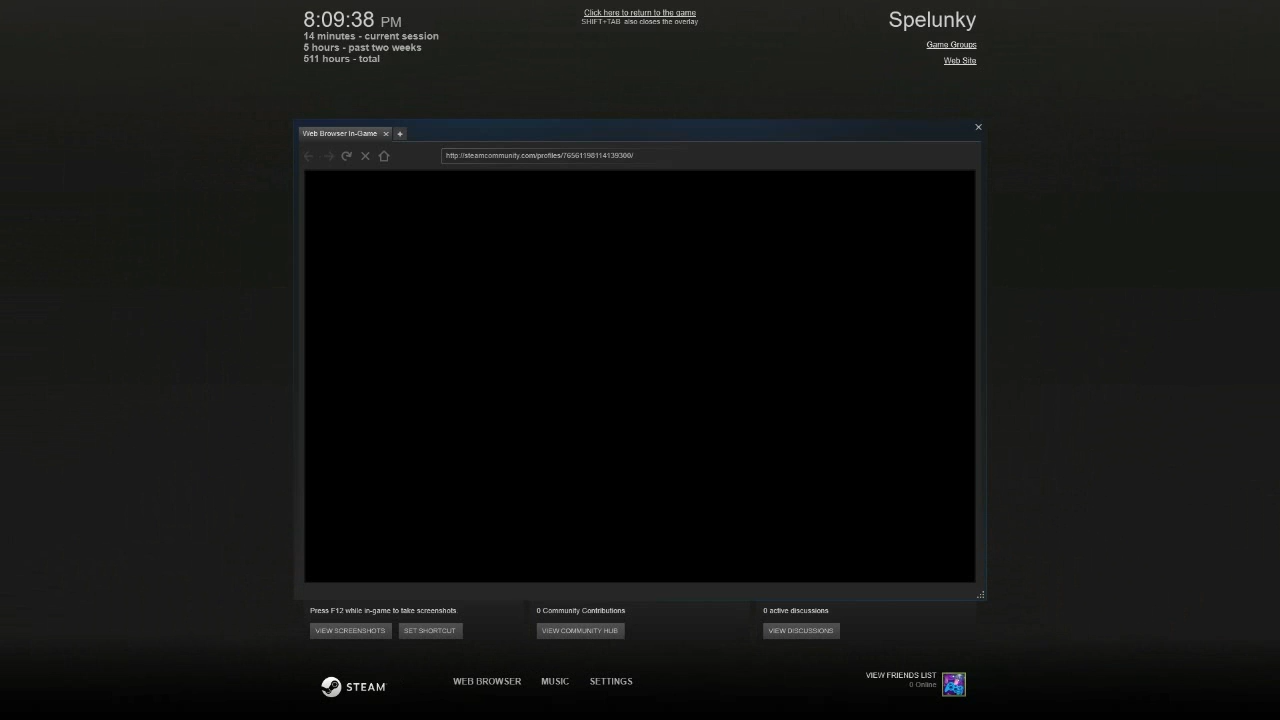 8:09:38 PM
14 minutes - current session
5 hours - past two weeks
511 hours - total
Click here to return to the game
SHIFT+TAB also closes the overlay
Spelunky
Game Groups
Web Site
Web Browser In-Game
http://steamcommunity.com/profiles/76561198114139300/
Press F12 while in-game to take screenshots.
VIEW SCREENSHOTS
SET SHORTCUT
0 Community Contributions
VIEW COMMUNITY HUB
0 active discussions
VIEW DISCUSSIONS
STEAM
WEB BROWSER
MUSIC
SETTINGS
VIEW FRIENDS LIST
0 Online